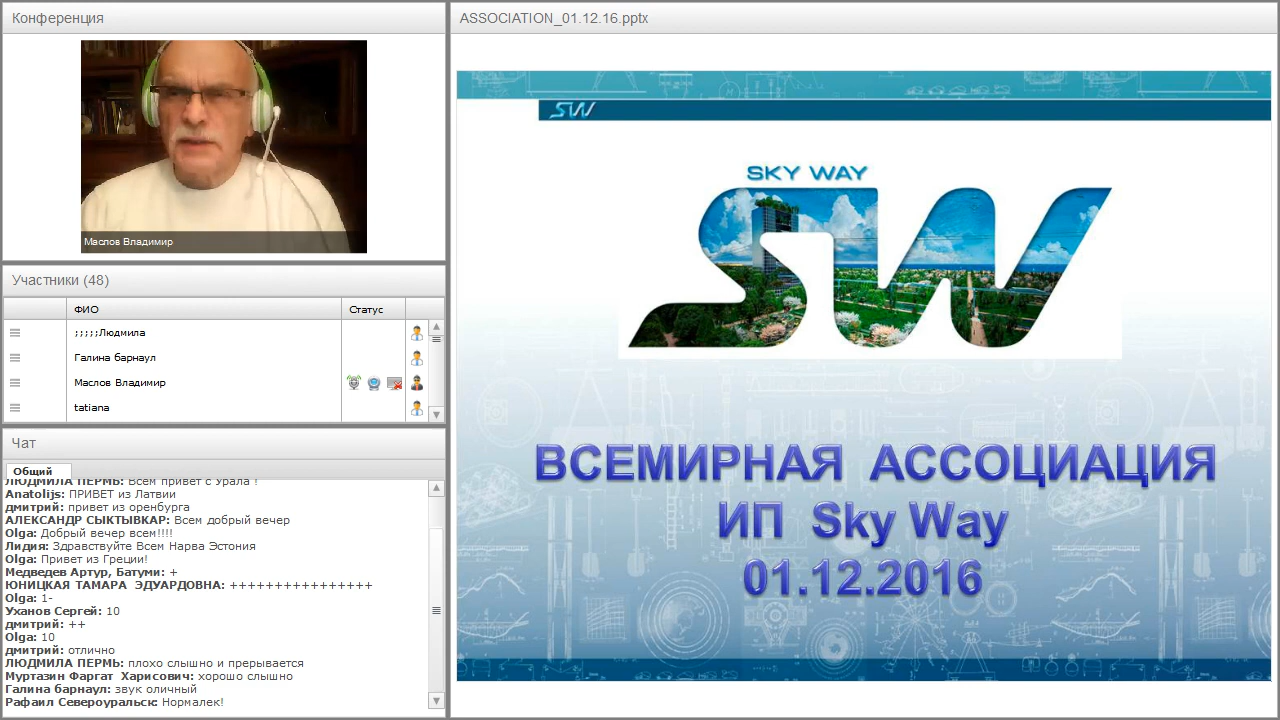 Конференция
Маслов Владимир
Участники (48)
ФИО Статус
;;;;;Людмила
Галина барнаул
Маслов Владимир
tatiana
Чат
Общий
ЛЮДМИЛА ПЕРМЬ: Всем привет с Урала !
Anatolijs: ПРИВЕТ из Латвии
дмитрий: привет из оренбурга
АЛЕКСАНДР СЫКТЫВКАР: Всем добрый вечер
Olga: Добрый вечер всем!!!!
Лидия: Здравствуйте Всем Нарва Эстония
Olga: Привет из Греции!
Медведев Артур, Батуми: +
ЮНИЦКАЯ ТАМАРА ЭДУАРДОВНА: ++++++++++++++++
Olga: 1-
Уханов Сергей: 10
дмитрий: ++
Olga: 10
дмитрий: отлично
ЛЮДМИЛА ПЕРМЬ: плохо слышно и прерывается
Муртазин Фаргат Харисович: хорошо слышно
Галина барнаул: звук оличный
Рафаил Североуральск: Нормалек!
ASSOCIATION_01.12.16.pptx
SW
SKY WAY
SW
ВСЕМИРНАЯ АССОЦИАЦИЯ
ИП Sky Way
01.12.2016